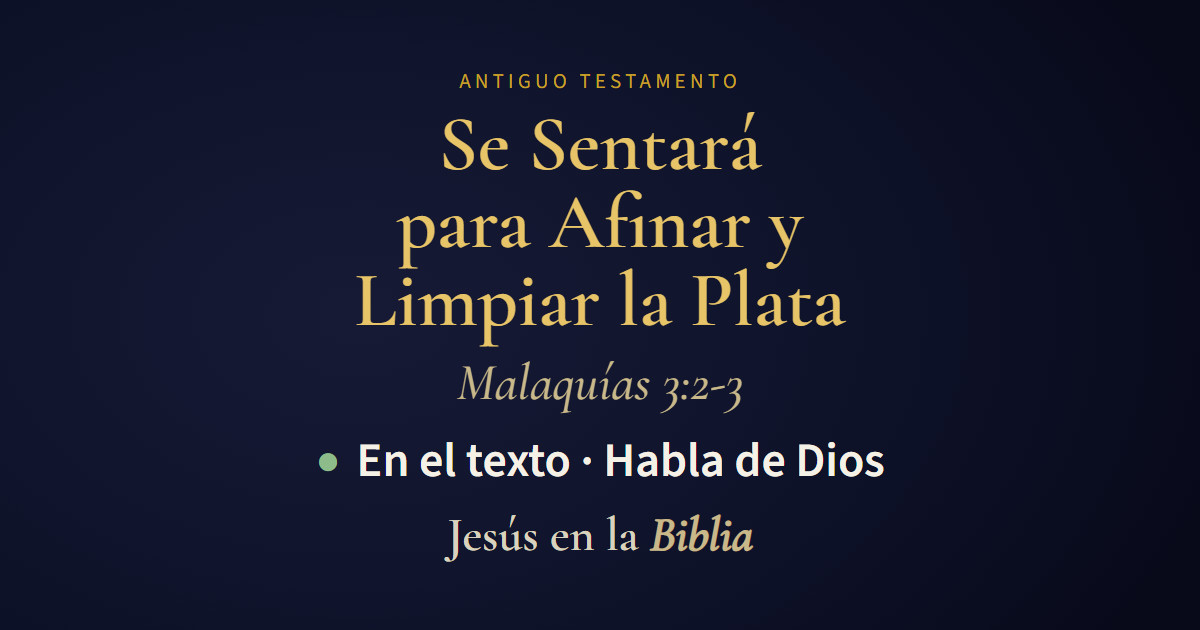 ANTIGUO TESTAMENTO
Se Sentará
para Afinar y
Limpiar la Plata
Malaquías 3:2-3
En el texto · Habla de Dios
Jesús en la Biblia